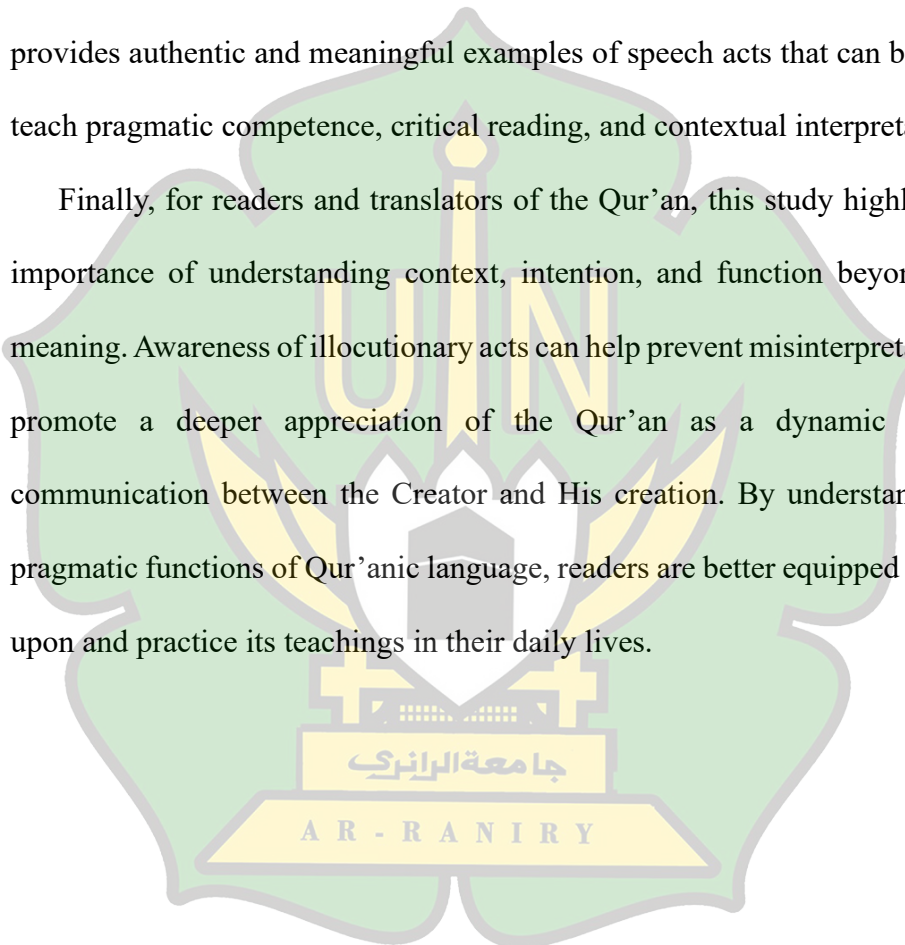 provides authentic and meaningful examples of speech acts that can b
teach pragmatic competence, critical reading, and contextual interpret
Finally, for readers and translators of the Qur’an, this study highl
importance of understanding context, intention, and function beyon
meaning. Awareness of illocutionary acts can help prevent misinterpret
promote a deeper appreciation of the Qur’an as a dynamic
communication between the Creator and His creation. By understan
pragmatic functions of Qur’anic language, readers are better equipped
upon and practice its teachings in their daily lives.
UIN
جامعة الرانري
AR-RANIRY